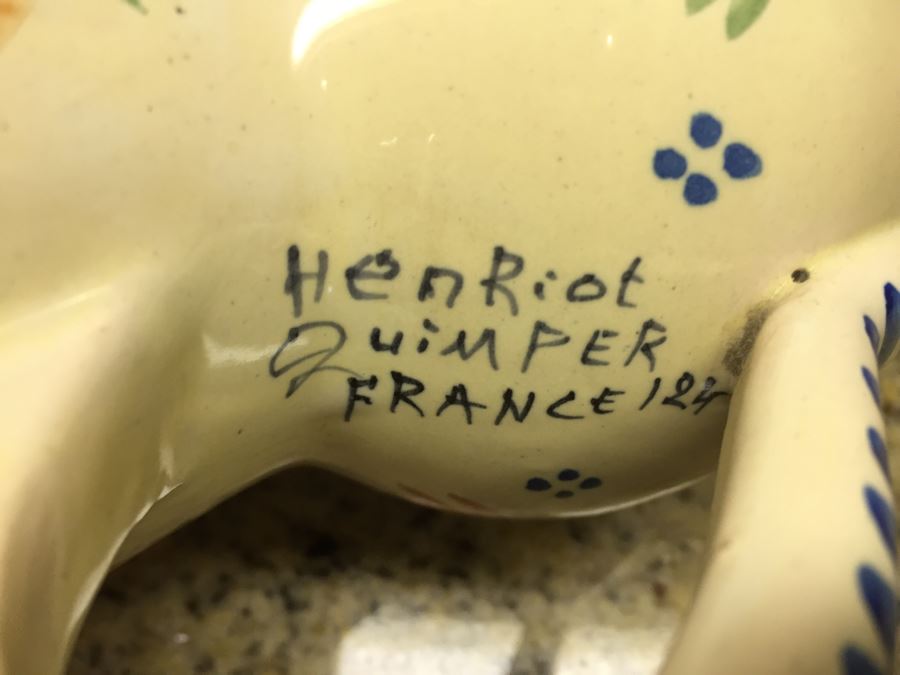 HenRiot
QuiMPER
FRANCE 124